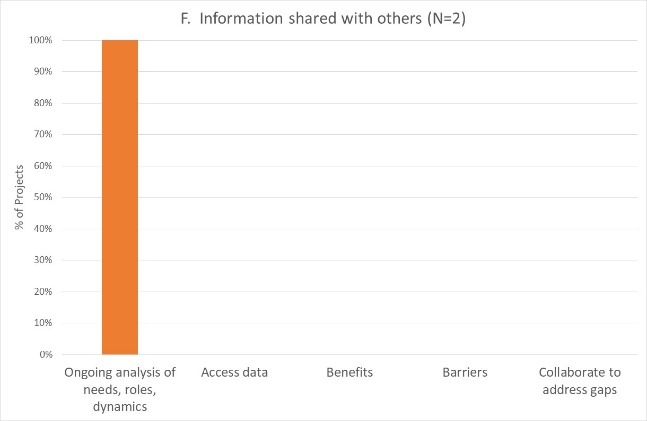 F. Information shared with others (N=2)
100%
90%
80%
70%
60%
50%
40%
30%
20%
10%
0%
% of Projects
Ongoing analysis of
needs, roles,
dynamics
Access data
Benefits
Barriers
Collaborate to
address gaps